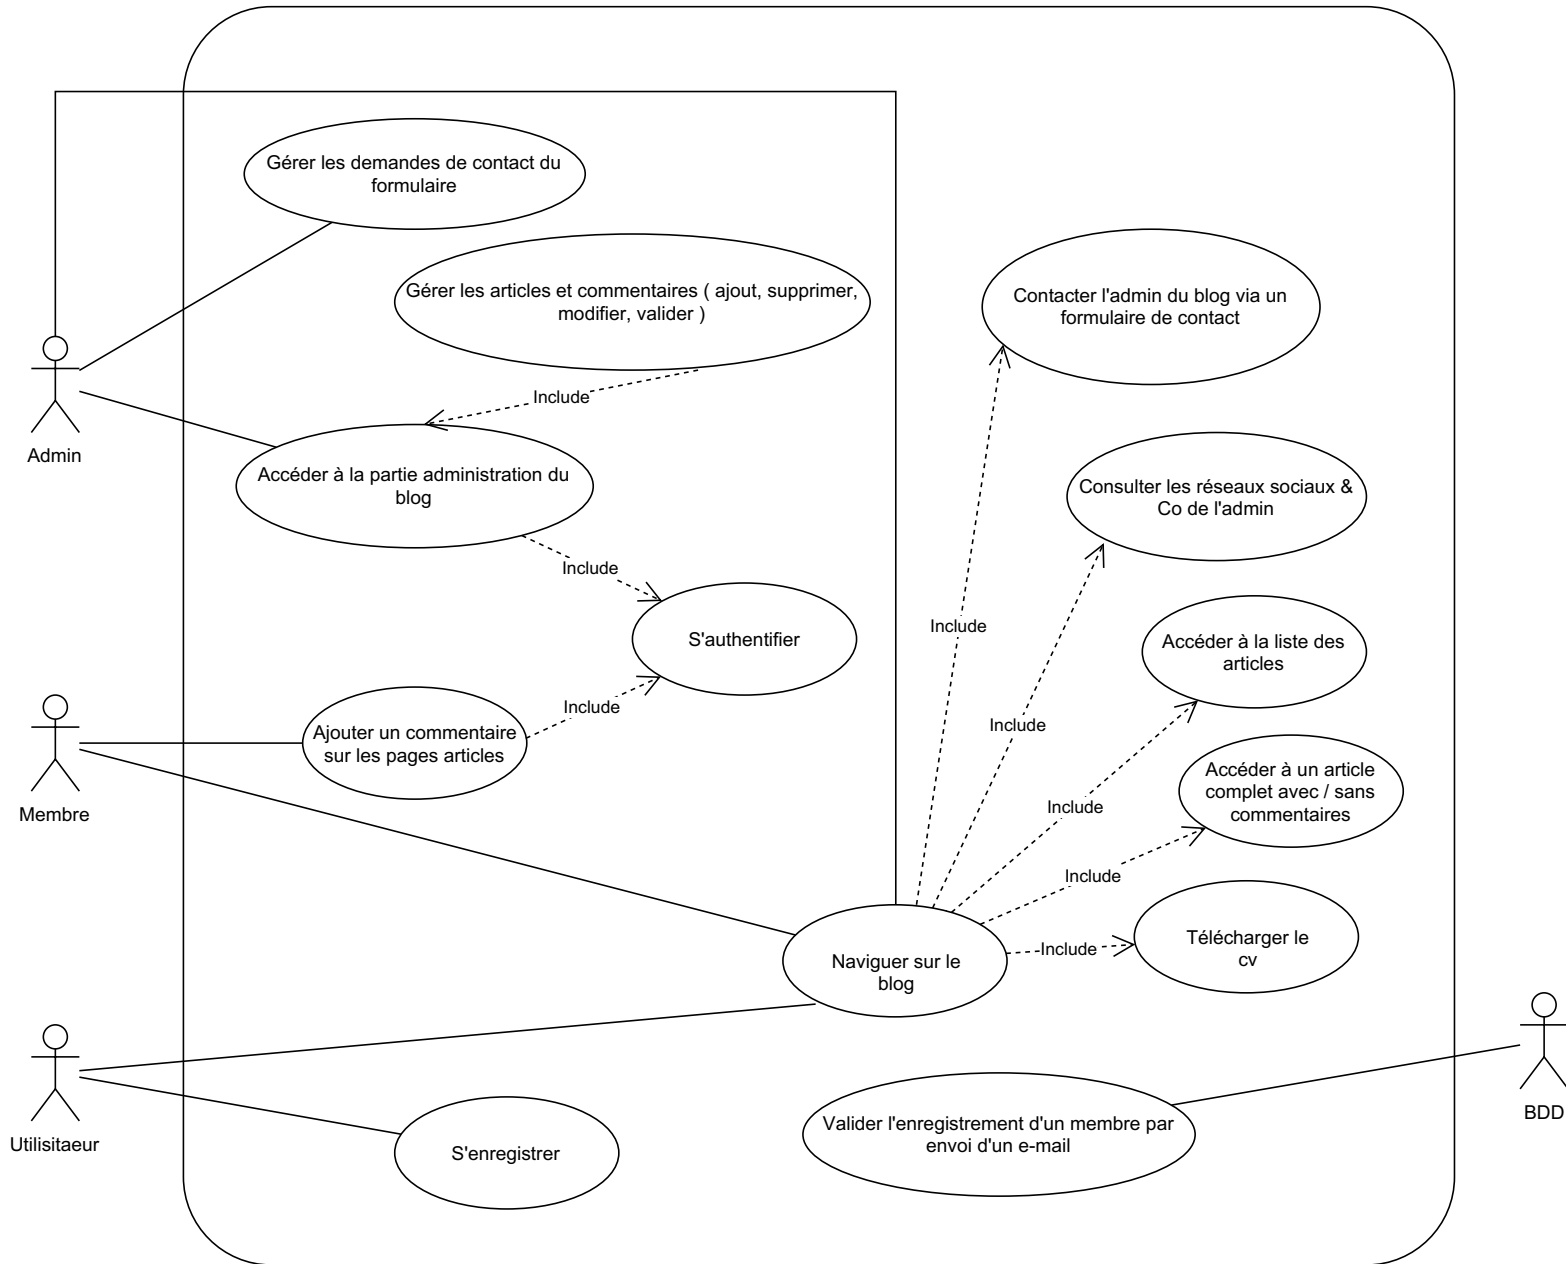 Gérer les demandes de contact du
formulaire
Gérer les articles et commentaires ( ajout, supprimer,
modifier, valider )
Contacter l'admin du blog via un
formulaire de contact
Include
Admin
Accéder à la partie administration du
blog
Consulter les réseaux sociaux &
Co de l'admin
Include
S'authentifier
Include
Accéder à la liste des
articles
Include
Ajouter un commentaire
sur les pages articles
Membre
Include
Accéder à un article
complet avec / sans
commentaires
Include
Include
Naviguer sur le
blog
Include
Télécharger le
cv
Utilisitaeur
S'enregistrer
Valider l'enregistrement d'un membre par
envoi d'un e-mail
BDD